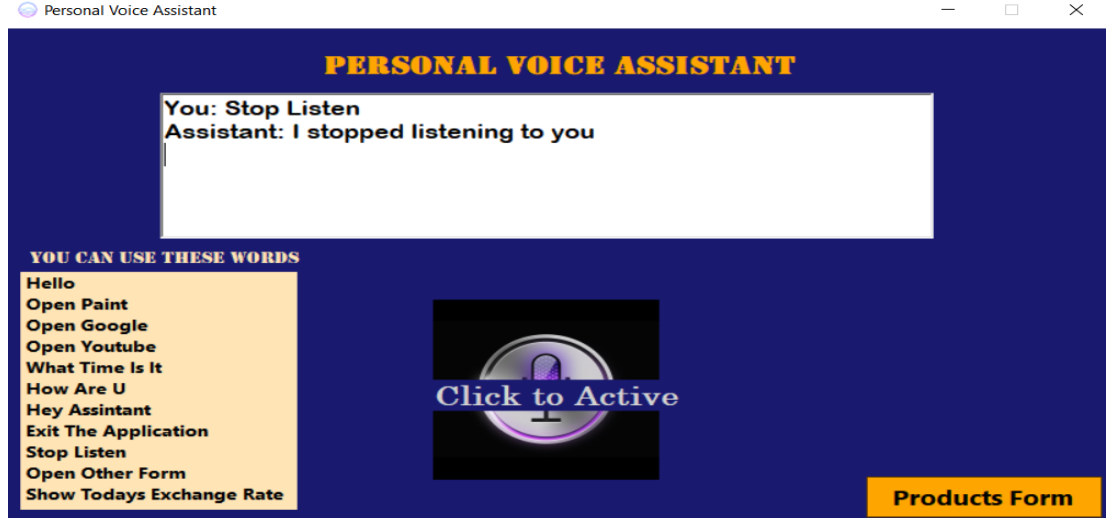 Personal Voice Assistant
PERSONAL VOICE ASSISTANT
You: Stop Listen
Assistant: I stopped listening to you
YOU CAN USE THESE WORDS
Hello
Open Paint
Open Google
Open Youtube
What Time Is It
How Are U
Hey Assintant
Exit The Application
Stop Listen
Open Other Form
Show Todays Exchange Rate
Click to Active
Products Form